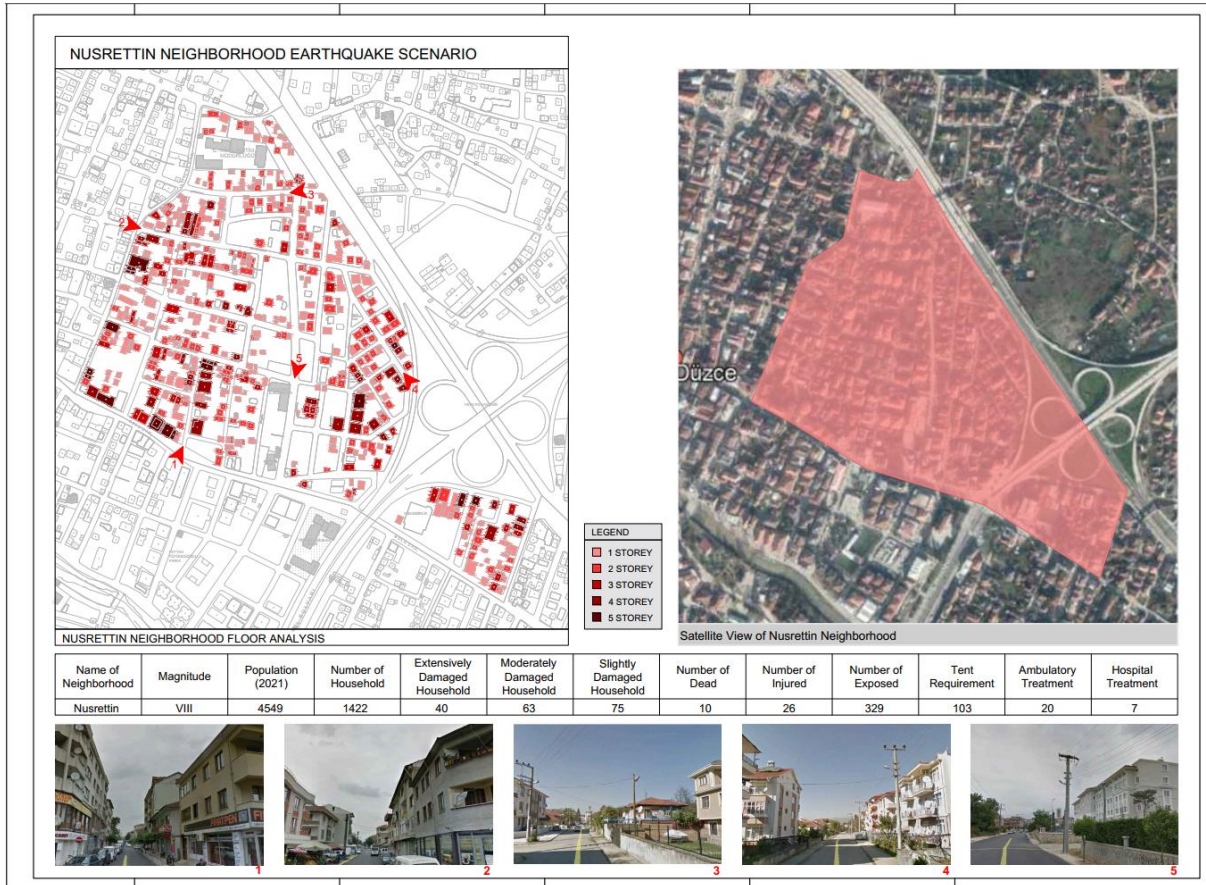 NUSRETTIN NEIGHBORHOOD EARTHQUAKE SCENARIO
2
3
5
4
1
LEGEND
1 STOREY
2 STOREY
3 STOREY
4 STOREY
5 STOREY
NUSRETTIN NEIGHBORHOOD FLOOR ANALYSIS
Düzce
Satellite View of Nusrettin Neighborhood
Name of Neighborhood Magnitude Population (2021) Number of Household Extensively Damaged Household Moderately Damaged Household Slightly Damaged Household Number of Dead Number of Injured Number of Exposed Tent Requirement Ambulatory Treatment Hospital Treatment
Nusrettin VIII 4549 1422 40 63 75 10 26 329 103 20 7
PIMAPEN
1
2
3
4
5